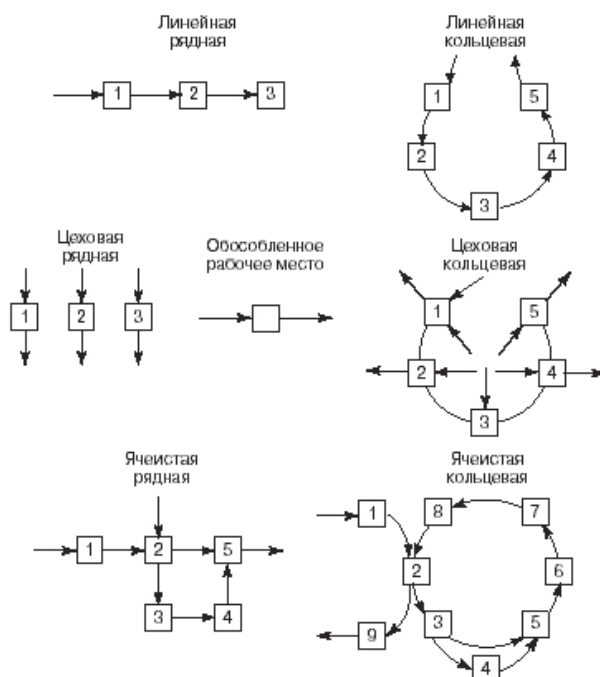 Линейная
рядная
1 2 3
Линейная
кольцевая
1 5
2 4
3
Цеховая
рядная
1 2 3
Обособленное
рабочее место
Цеховая
кольцевая
1 5
2 4
3
Ячеистая
рядная
1 2 5
3 4
Ячеистая
кольцевая
1 8 7
2 6
3 5
9
4